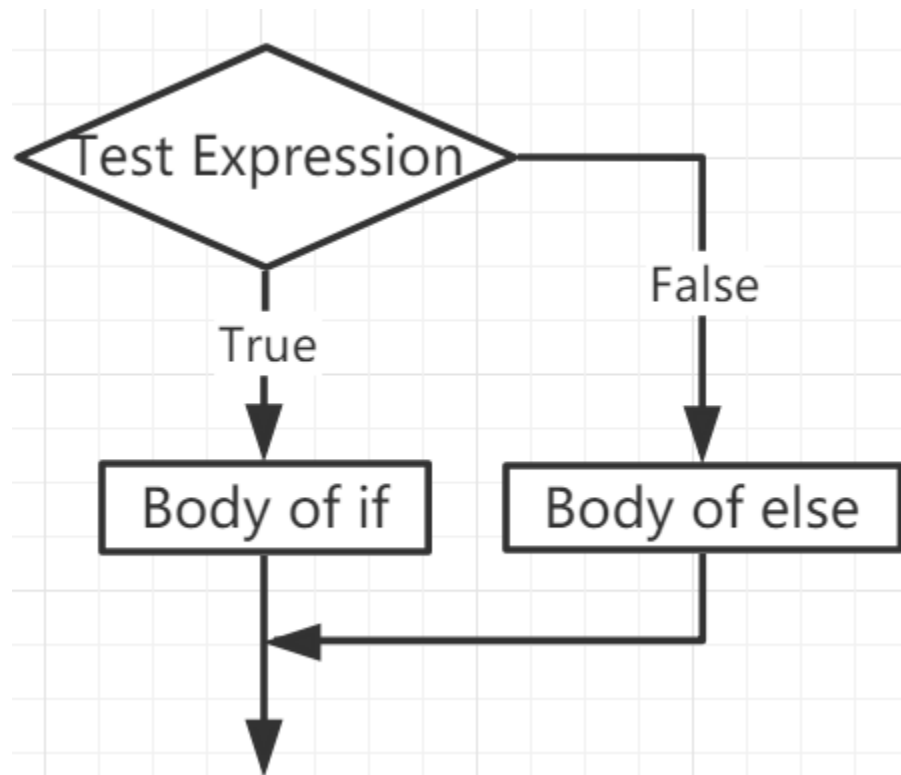 Test Expression
False
True
Body of if
Body of else